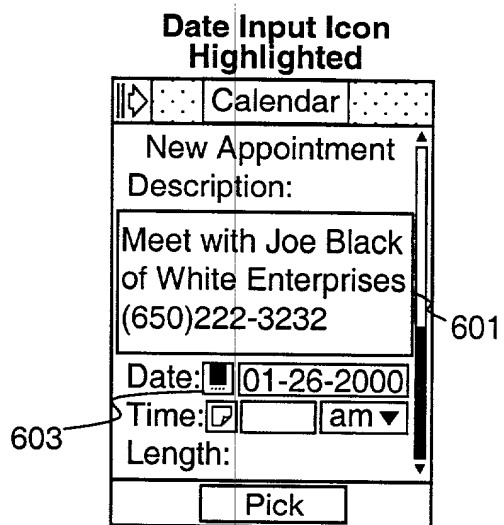 Date Input Icon
Highlighted
Calendar
New Appointment
Description:
Meet with Joe Black
of White Enterprises
(650)222-3232
601
Date: 01-26-2000
603
Time: am
Length:
Pick